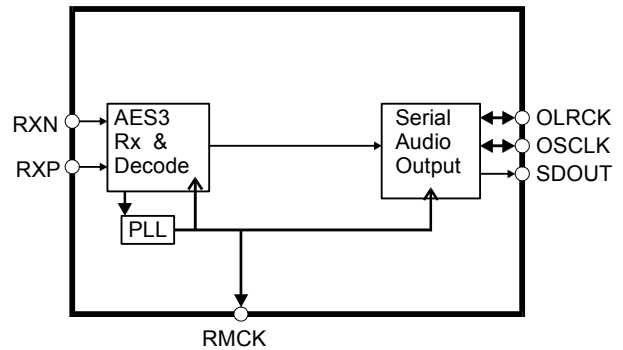 RXN
RXP
AES3
Rx &
Decode
PLL
Serial
Audio
Output
OLRCK
OSCLK
SDOUT
RMCK